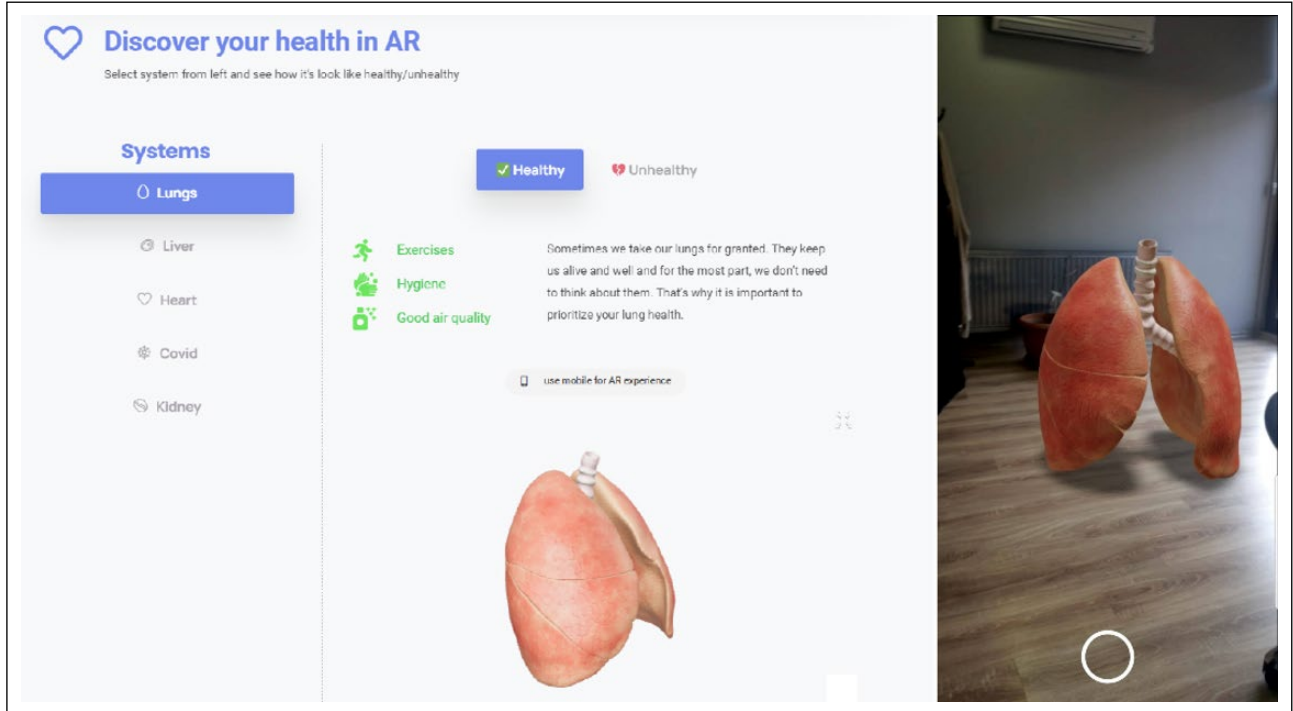 Discover your health in AR
Select system from left and see how it's look like healthy/unhealthy
Systems
Lungs
Liver
Heart
Covid
Kidney
Healthy
Unhealthy
Exercises
Hygiene
Good air quality
Sometimes we take our lungs for granted. They keep
us alive and well and for the most part, we don't need
to think about them. That's why it is important to
prioritize your lung health.
use mobile for AR experience